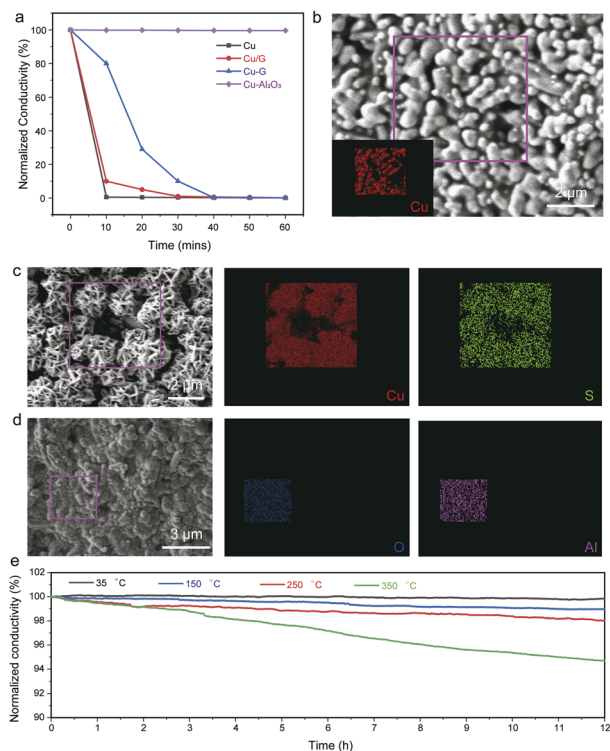 a
Normalized Conductivity (%)
100
80
60
40
20
0
0 10 20 30 40 50 60
Time (mins)
Cu
Cu/G
Cu-G
Cu-Al₂O₃
b
Cu
2 μm
c
2 μm
Cu
S
d
3 μm
O
Al
e
Normalized conductivity (%)
102
100
98
96
94
92
90
35 °C 150 °C 250 °C 350 °C
0 1 2 3 4 5 6 7 8 9 10 11 12
Time (h)